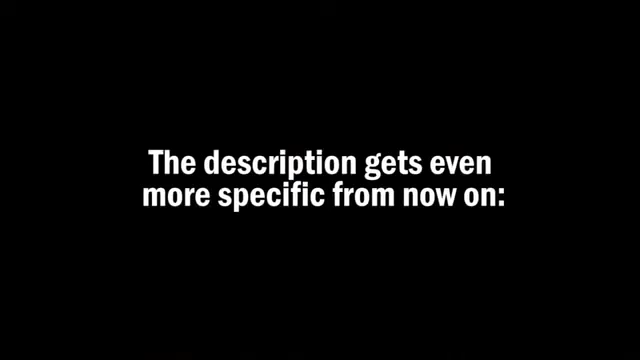 The description gets even
more specific from now on: